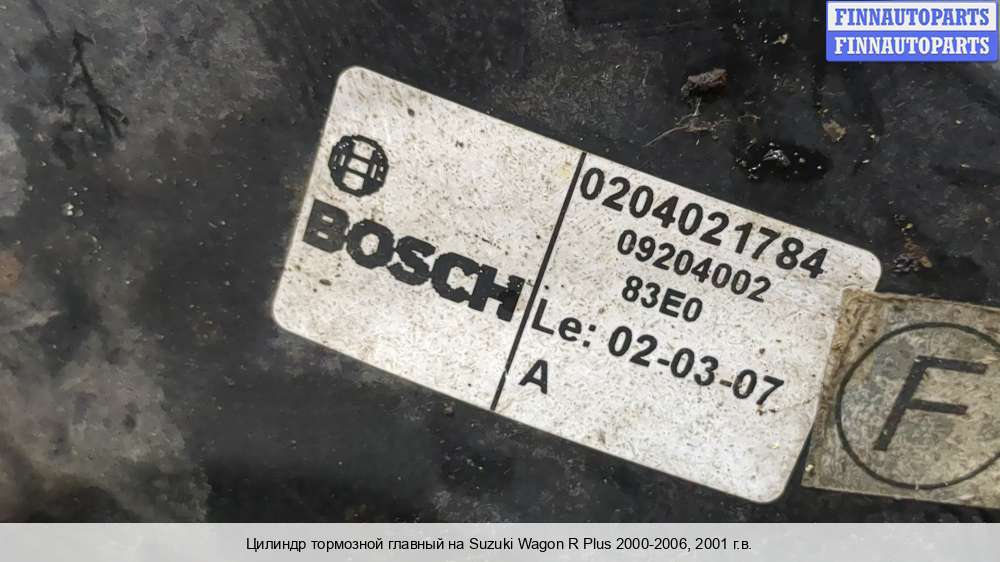 FINNAUTOPARTS
FINNAUTOPARTS
BOSCH
0204021784
09204002
83E0
Le: 02-03-07
A
F
Цилиндр тормозной главный на Suzuki Wagon R Plus 2000-2006, 2001 г.в.